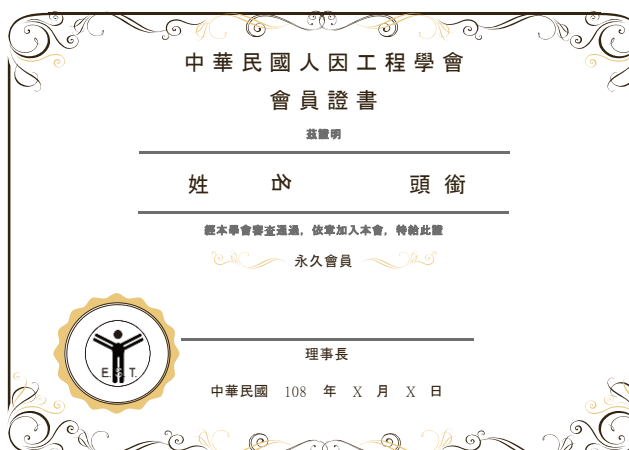 中華民國人因工程學會
會員證書
茲證明
姓 名 頭銜
經本學會審查通過，依章加入本會，特給此證
永久會員
E.S.T.
理事長
中華民國 108 年 X 月 X 日